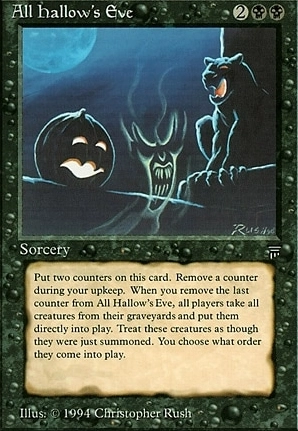 All Hallow's Eve 2
Rush
Sorcery
Put two counters on this card. Remove a counter
during your upkeep. When you remove the last
counter from All Hallow's Eve, all players take all
creatures from their graveyards and put them
directly into play. Treat these creatures as though
they were just summoned. You choose what order
they come into play.
Illus: © 1994 Christopher Rush